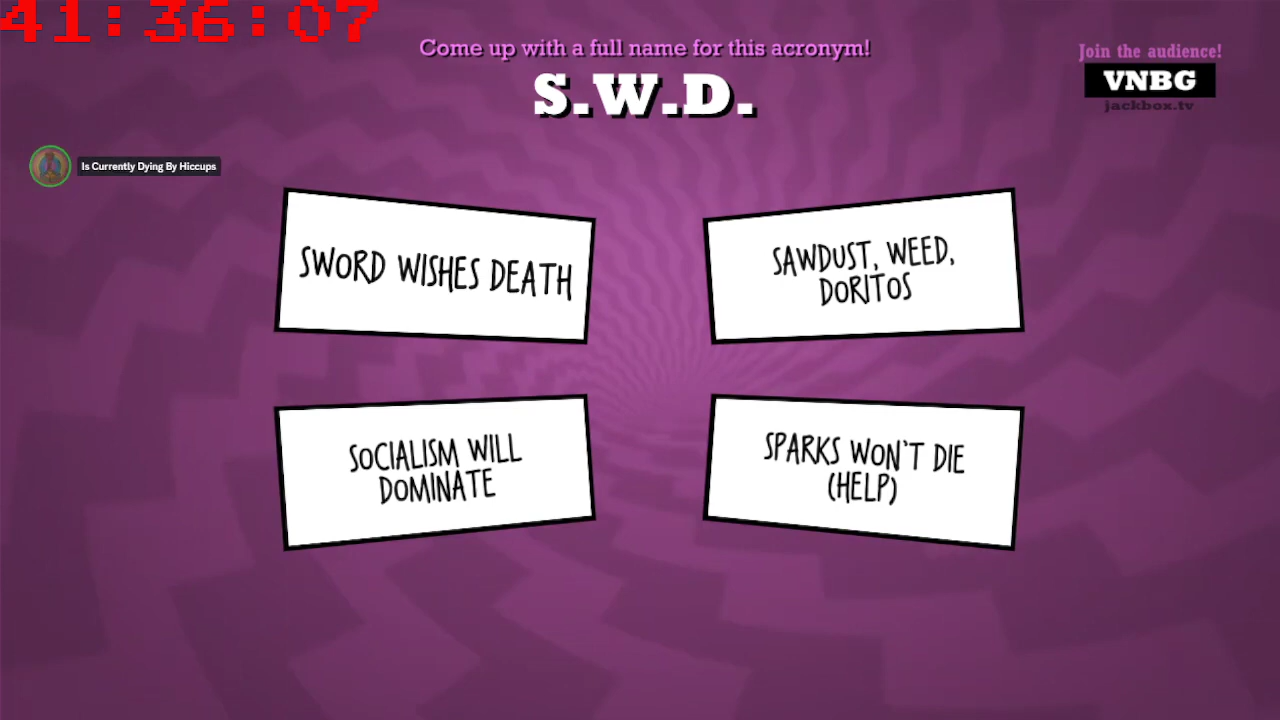 41:36:07
Come up with a full name for this acronym!
S.W.D.
Join the audience!
VNBG
jackbox.tv
Is Currently Dying By Hiccups
SWORD WISHES DEATH
SAWDUST, WEED,
DORITOS
SOCIALISM WILL
DOMINATE
SPARKS WON'T DIE
(HELP)